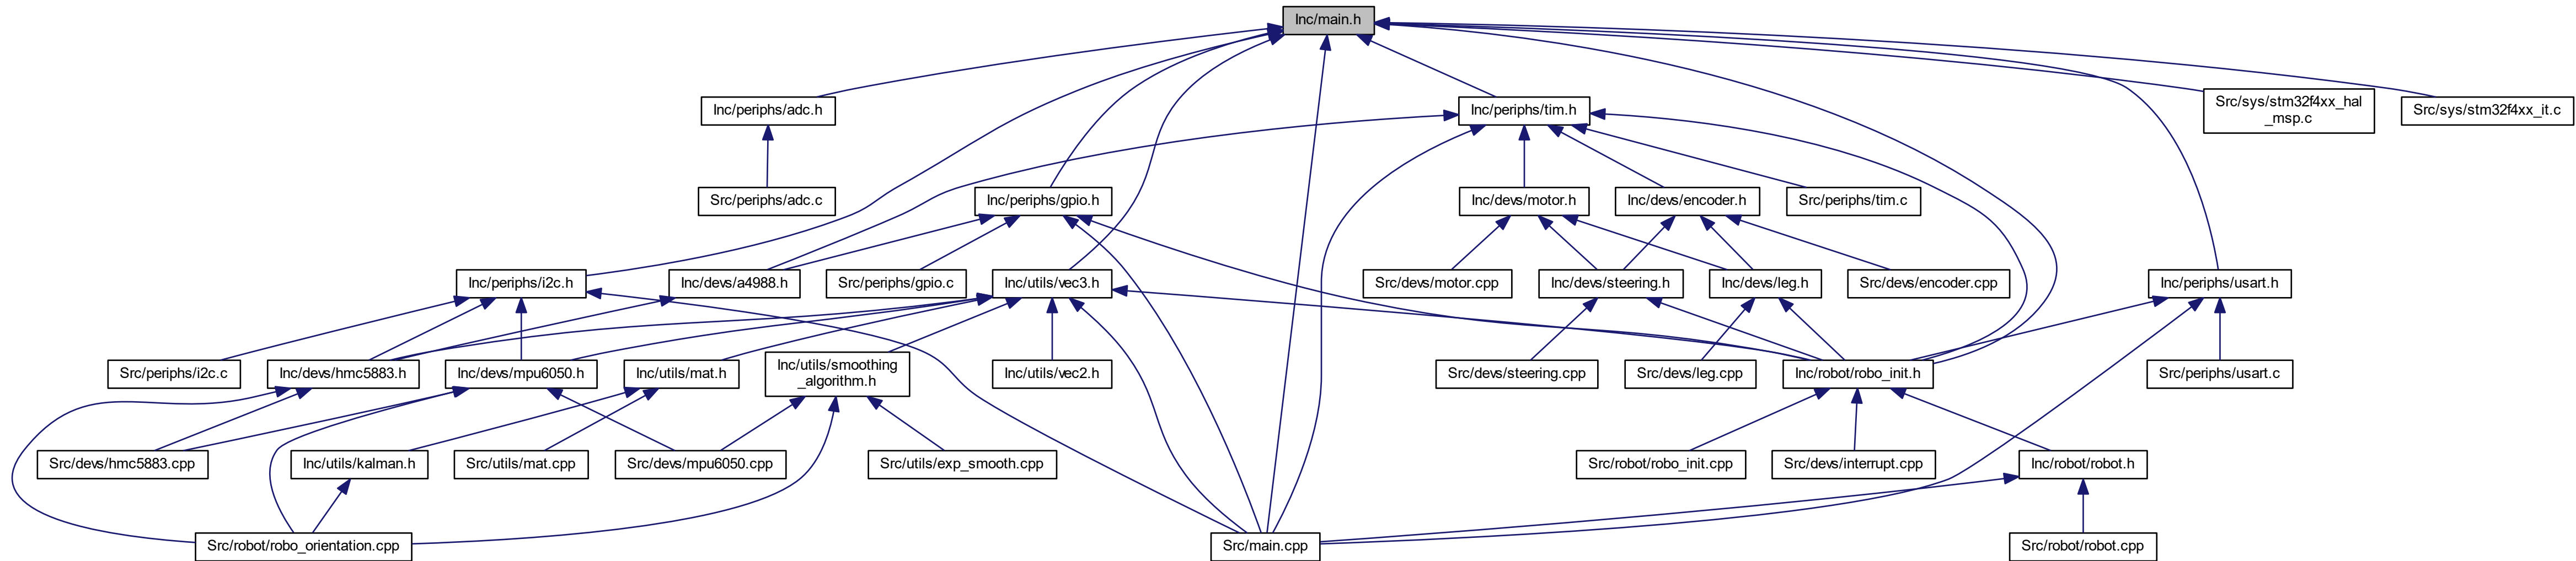 Inc/main.h
Inc/periphs/adc.h
Inc/periphs/tim.h
Src/sys/stm32f4xx_hal
_msp.c
Src/sys/stm32f4xx_it.c
Src/periphs/adc.c
Inc/periphs/gpio.h
Inc/devs/motor.h
Inc/devs/encoder.h
Src/periphs/tim.c
Inc/periphs/i2c.h
Inc/devs/a4988.h
Src/periphs/gpio.c
Inc/utils/vec3.h
Src/devs/motor.cpp
Inc/devs/steering.h
Inc/devs/leg.h
Src/devs/encoder.cpp
Inc/periphs/usart.h
Src/periphs/i2c.c
Inc/devs/hmc5883.h
Inc/devs/mpu6050.h
Inc/utils/mat.h
Inc/utils/smoothing
_algorithm.h
Inc/utils/vec2.h
Src/devs/steering.cpp
Src/devs/leg.cpp
Inc/robot/robo_init.h
Src/periphs/usart.c
Src/devs/hmc5883.cpp
Inc/utils/kalman.h
Src/utils/mat.cpp
Src/devs/mpu6050.cpp
Src/utils/exp_smooth.cpp
Src/robot/robo_init.cpp
Src/devs/interrupt.cpp
Inc/robot/robot.h
Src/robot/robo_orientation.cpp
Src/main.cpp
Src/robot/robot.cpp